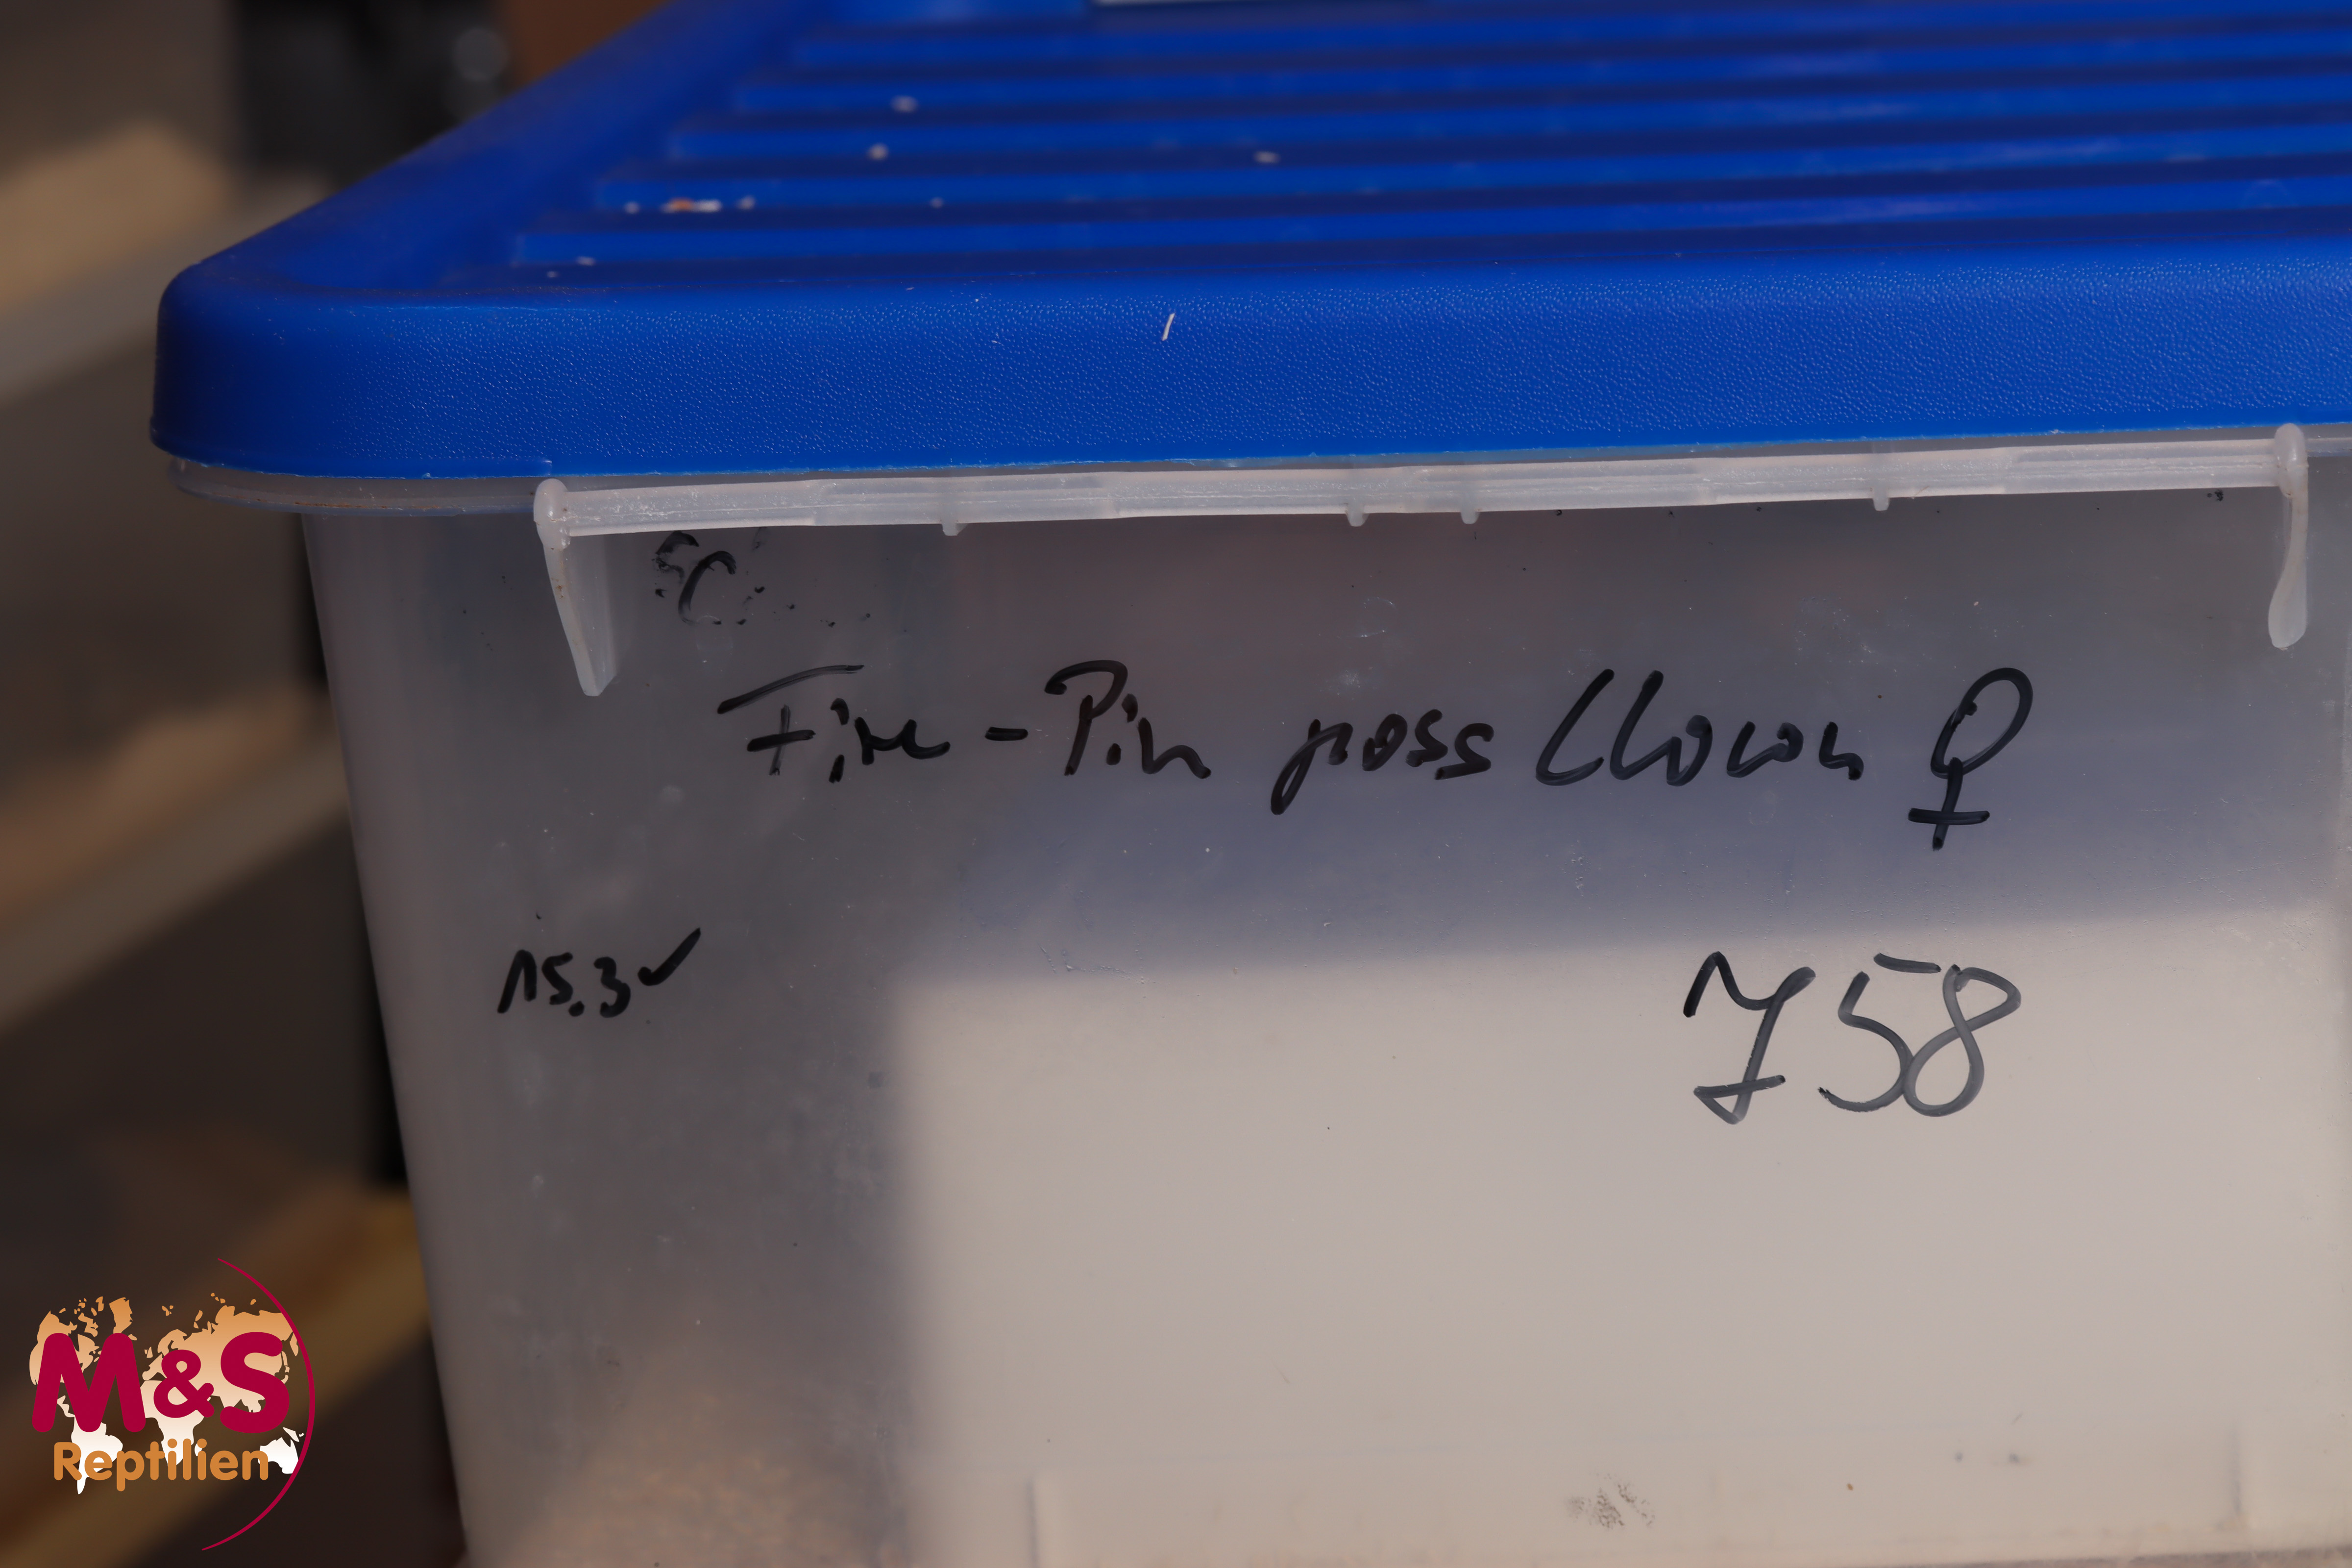 Fire-Pin poss Clown ♀
15.3 ✓
758
M&S
Reptilien